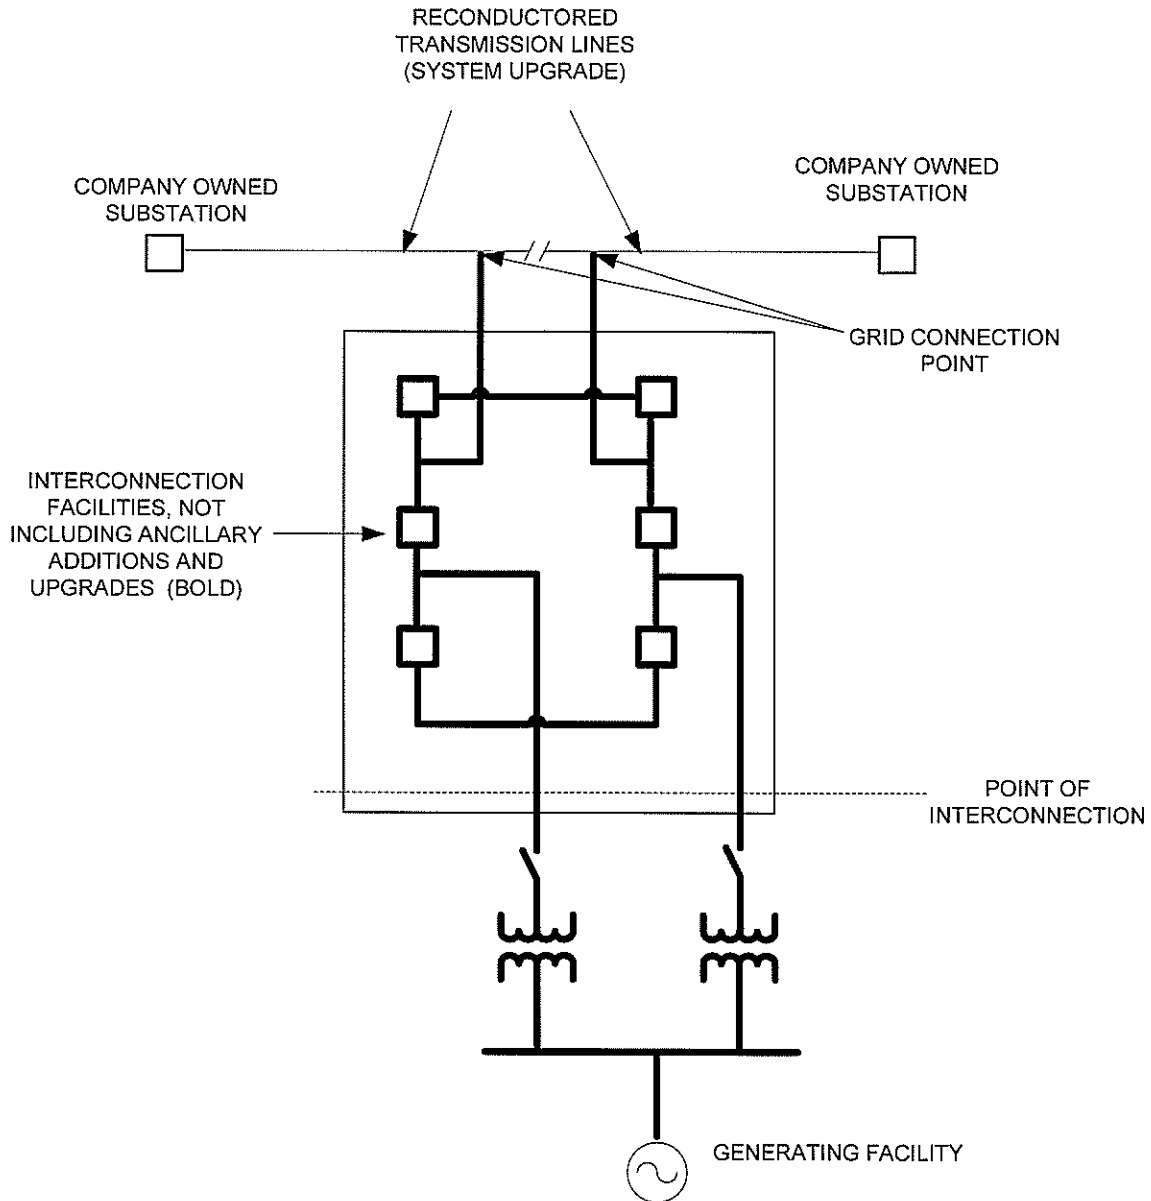 RECONDUCTORED
TRANSMISSION LINES
(SYSTEM UPGRADE)
COMPANY OWNED
SUBSTATION
COMPANY OWNED
SUBSTATION
GRID CONNECTION
POINT
INTERCONNECTION
FACILITIES, NOT
INCLUDING ANCILLARY
ADDITIONS AND
UPGRADES (BOLD)
POINT OF
INTERCONNECTION
GENERATING FACILITY